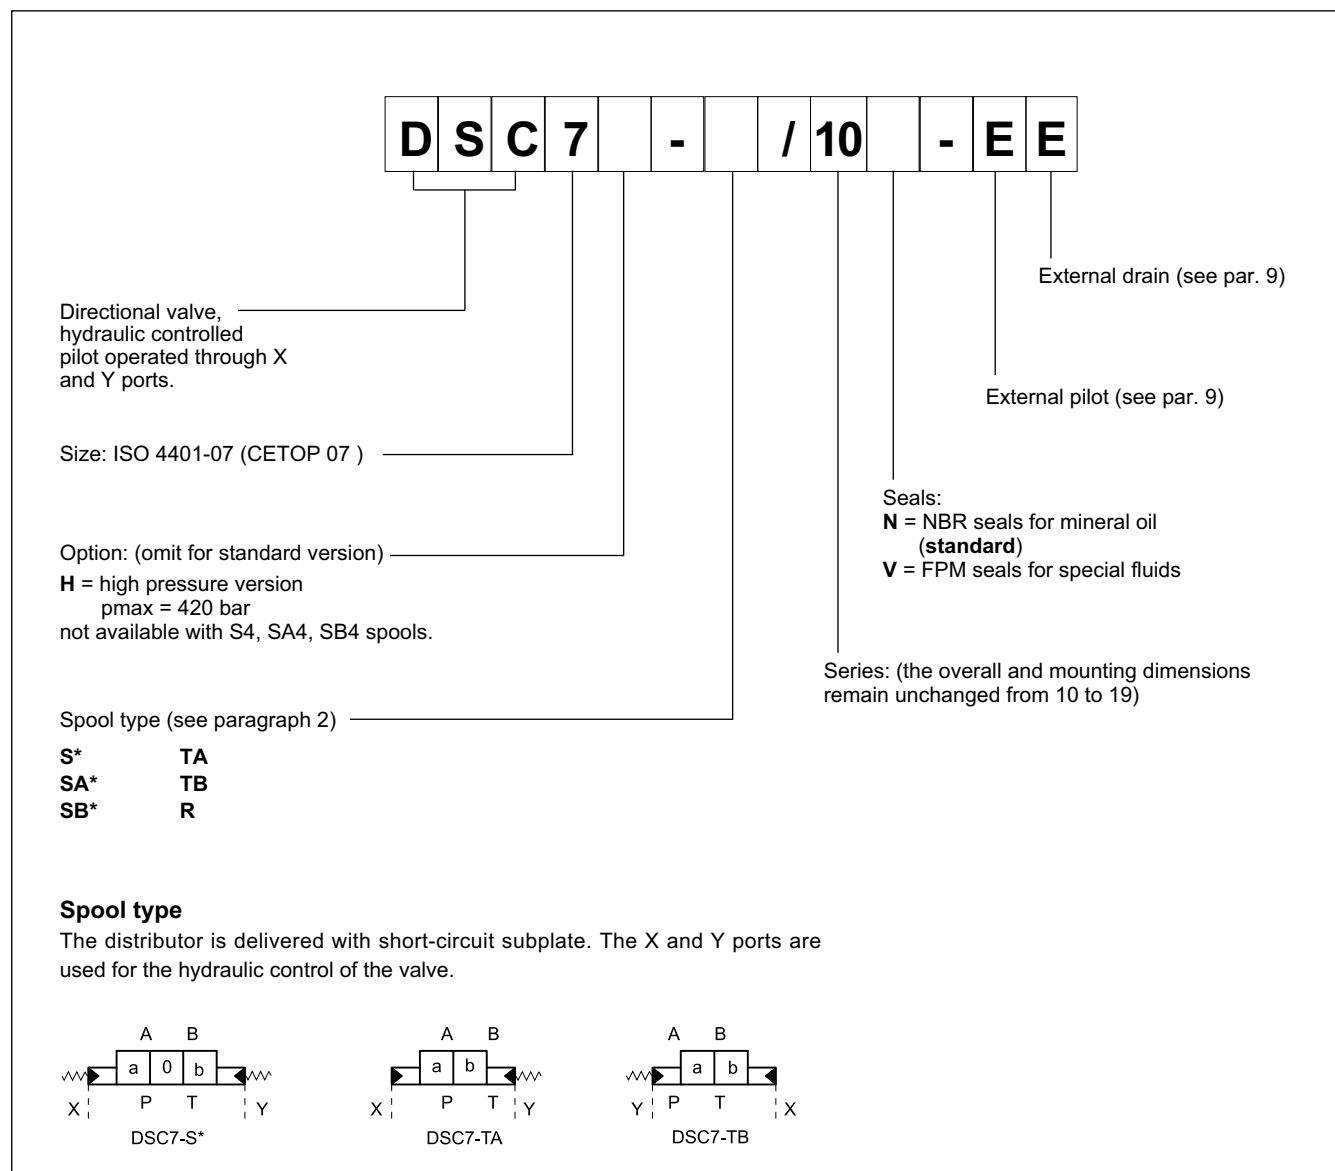 D S C 7 - / 10 - E E
External drain (see par. 9)
Directional valve,
hydraulic controlled
pilot operated through X
and Y ports.
External pilot (see par. 9)
Size: ISO 4401-07 (CETOP 07 )
Seals:
N = NBR seals for mineral oil
(standard)
V = FPM seals for special fluids
Option: (omit for standard version)
H = high pressure version
pmax = 420 bar
not available with S4, SA4, SB4 spools.
Series: (the overall and mounting dimensions
remain unchanged from 10 to 19)
Spool type (see paragraph 2)
S* TA
SA* TB
SB* R
Spool type
The distributor is delivered with short-circuit subplate. The X and Y ports are
used for the hydraulic control of the valve.
A B
a 0 b
X P T Y
DSC7-S*
A B
a b
X P T Y
DSC7-TA
A B
a b
Y P T X
DSC7-TB